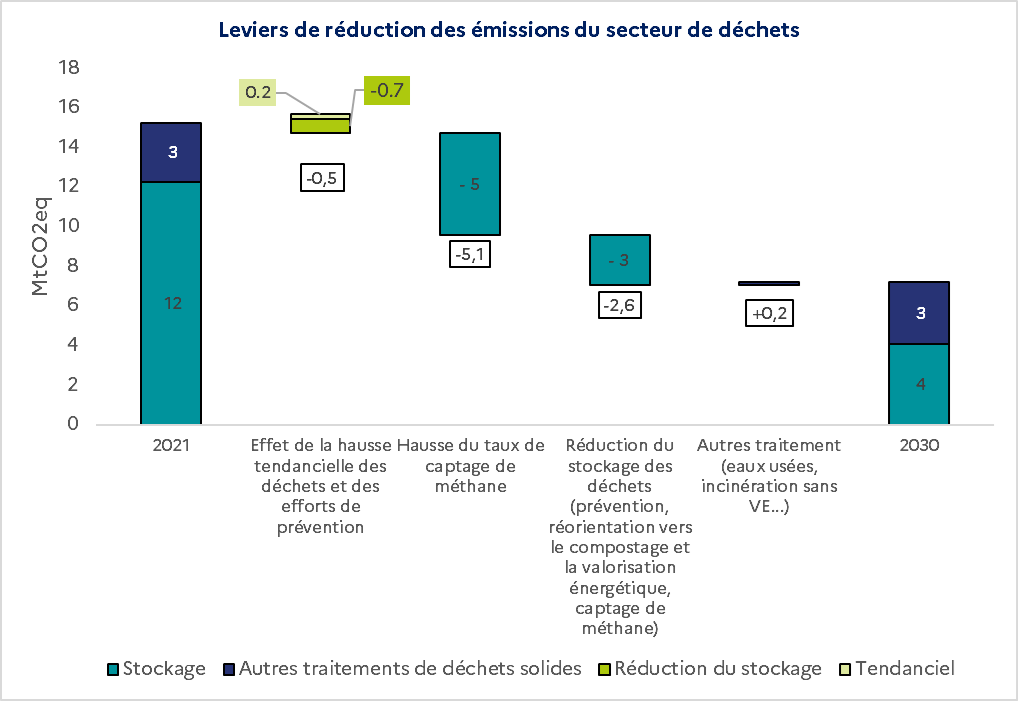 Leviers de réduction des émissions du secteur de déchets
MtCO2eq
18
16
14
12
10
8
6
4
2
0
3
12
0.2
-0.7
-0,5
- 5
-5,1
- 3
-2,6
+0,2
3
4
2021
Effet de la hausse
tendancielle des
déchets et des
efforts de
prévention
Hausse du taux de
captage de
méthane
Réduction du
stockage des
déchets
(prévention,
réorientation vers
le compostage et
la valorisation
énergétique,
captage de
méthane)
Autres traitement
(eaux usées,
incinération sans
VE...)
2030
Stockage
Autres traitements de déchets solides
Réduction du stockage
Tendanciel